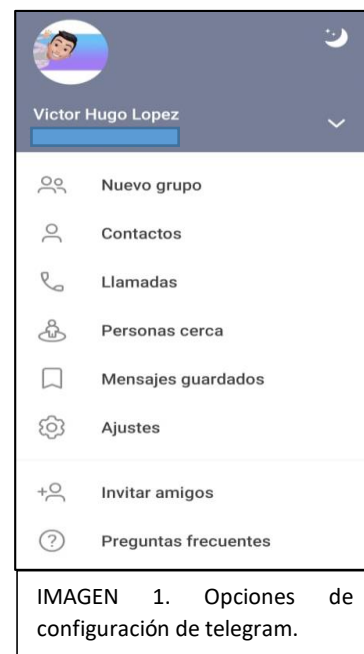 Victor Hugo Lopez
Nuevo grupo
Contactos
Llamadas
Personas cerca
Mensajes guardados
Ajustes
Invitar amigos
Preguntas frecuentes
IMAGEN 1. Opciones de
configuración de telegram.